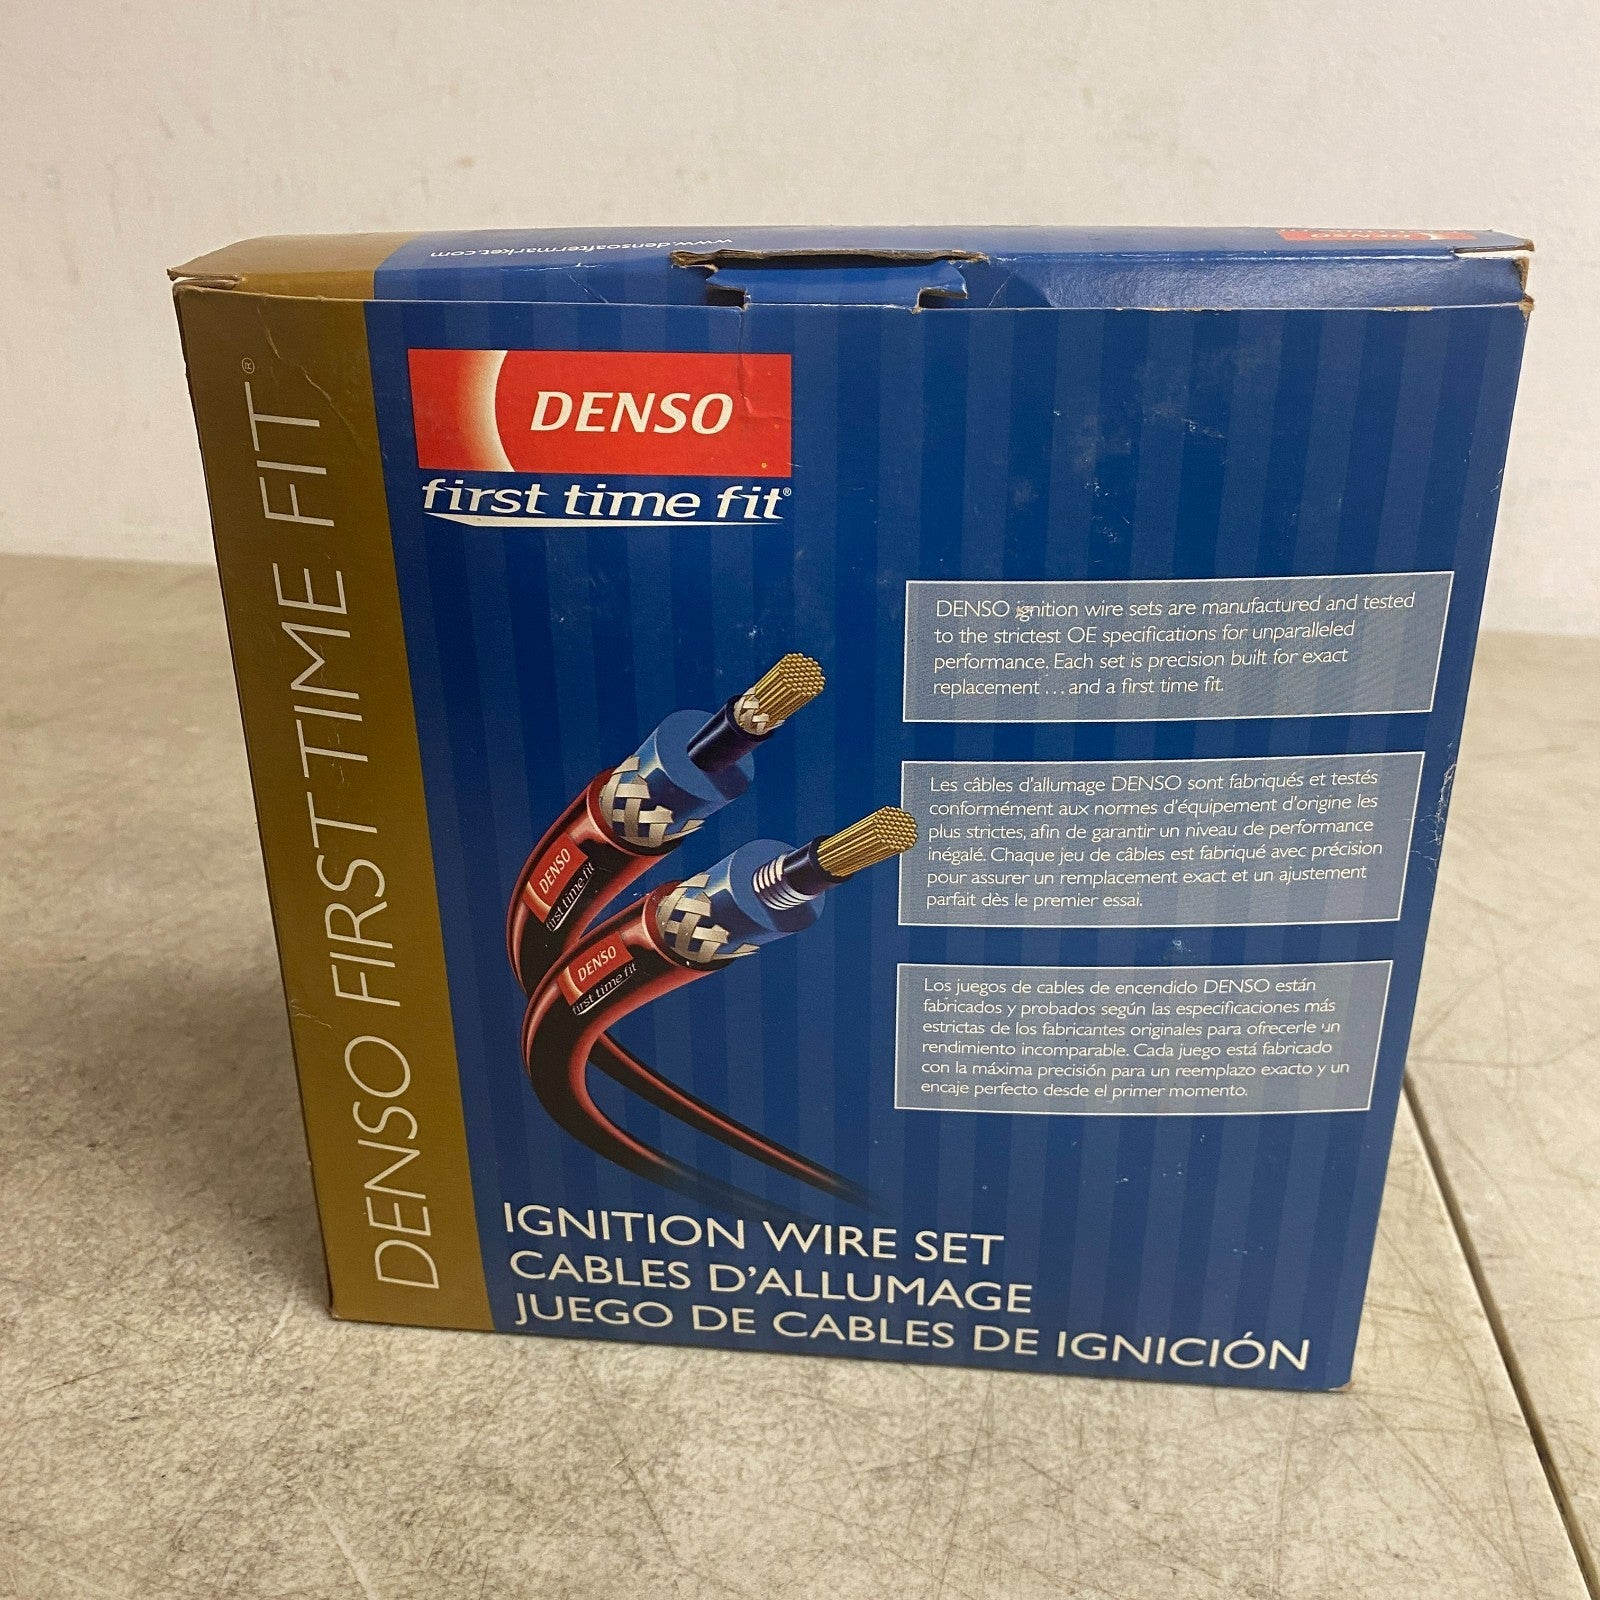 www.densoaftermarket.com
DENSO
DENSO FIRST TIME FIT®
DENSO
first time fit®
DENSO ignition wire sets are manufactured and tested
to the strictest OE specifications for unparalleled
performance. Each set is precision built for exact
replacement . . . and a first time fit.
DENSO
first time fit
DENSO
first time fit
Les câbles d'allumage DENSO sont fabriqués et testés
conformément aux normes d'équipement d'origine les
plus strictes, afin de garantir un niveau de performance
inégalé. Chaque jeu de câbles est fabriqué avec précision
pour assurer un remplacement exact et un ajustement
parfait dès le premier essai.
Los juegos de cables de encendido DENSO están
fabricados y probados según las especificaciones más
estrictas de los fabricantes originales para ofrecerle un
rendimiento incomparable. Cada juego está fabricado
con la máxima precisión para un reemplazo exacto y un
encaje perfecto desde el primer momento.
IGNITION WIRE SET
CABLES D'ALLUMAGE
JUEGO DE CABLES DE IGNICIÓN